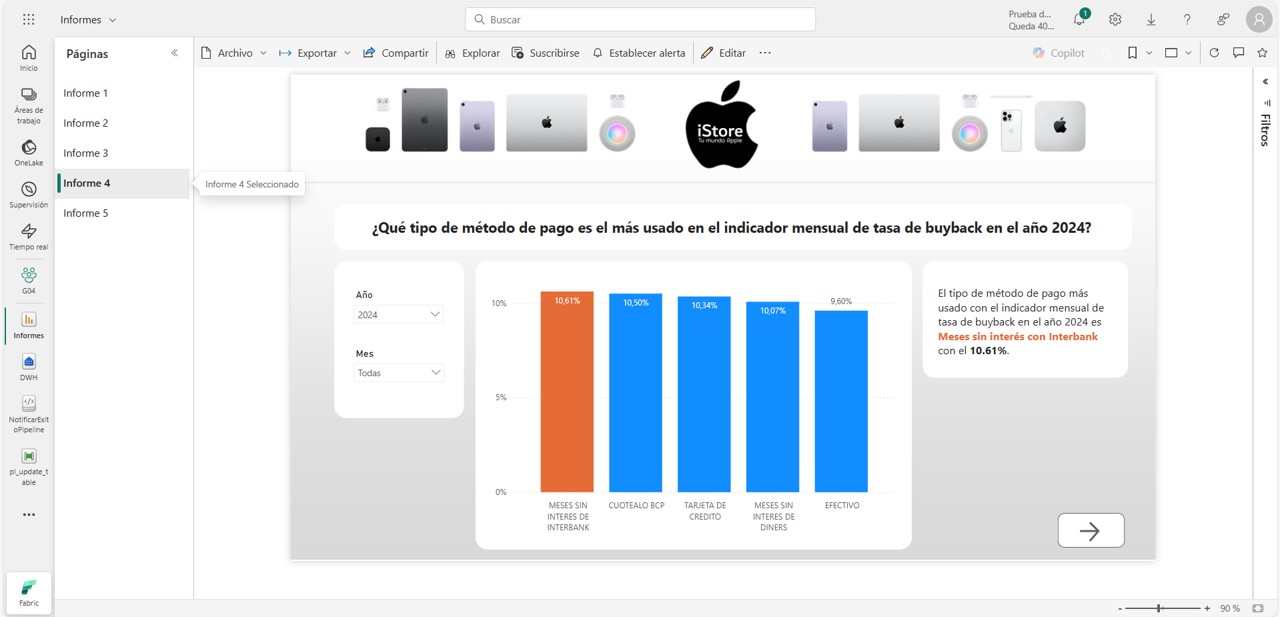 Informes
Buscar
Prueba d...
Queda 40...
1
Inicio
Áreas de
trabajo
OneLake
Supervisión
Tiempo real
G04
Informes
DWH
NotificarExit
oPipeline
pl_update_t
able
Fabric
Páginas
Informe 1
Informe 2
Informe 3
Informe 4
Informe 5
Informe 4 Seleccionado
Archivo
Exportar
Compartir
Explorar
Suscribirse
Establecer alerta
Editar
Copilot
Filtros
iStore
Tu mundo Apple
¿Qué tipo de método de pago es el más usado en el indicador mensual de tasa de buyback en el año 2024?
Año
2024
Mes
Todas
10%
5%
0%
10,61%
10,50%
10,34%
10,07%
9,60%
MESES SIN
INTERES DE
INTERBANK
CUOTEALO BCP
TARJETA DE
CREDITO
MESES SIN
INTERES DE
DINERS
EFECTIVO
El tipo de método de pago más
usado con el indicador mensual de
tasa de buyback en el año 2024 es
Meses sin interés con Interbank
con el 10.61%.
- + 90 %